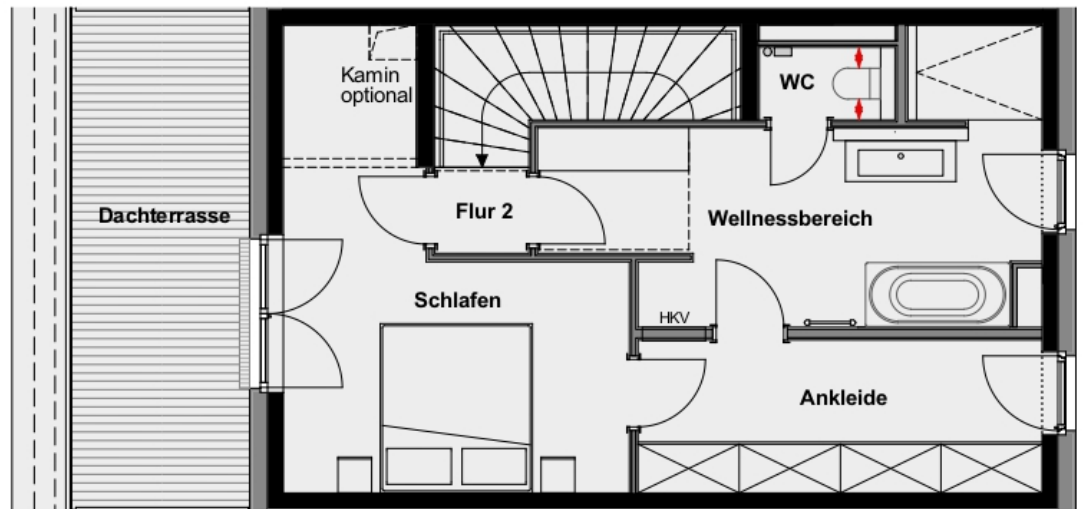 Kamin
optional
WC
Dachterrasse
Flur 2
Wellnessbereich
Schlafen
HKV
Ankleide